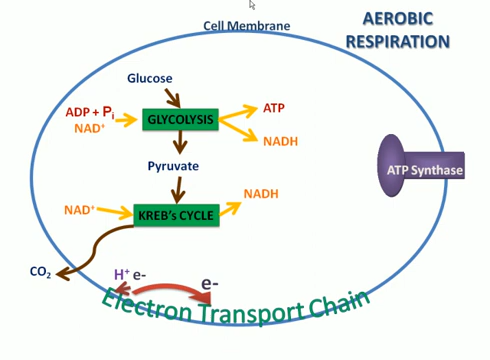 Cell Membrane
AEROBIC
RESPIRATION
Glucose
ADP + Pi
NAD⁺
GLYCOLYSIS
ATP
NADH
Pyruvate
ATP Synthase
NAD⁺
KREB's CYCLE
NADH
CO₂
H⁺ e-
e-
Electron Transport Chain